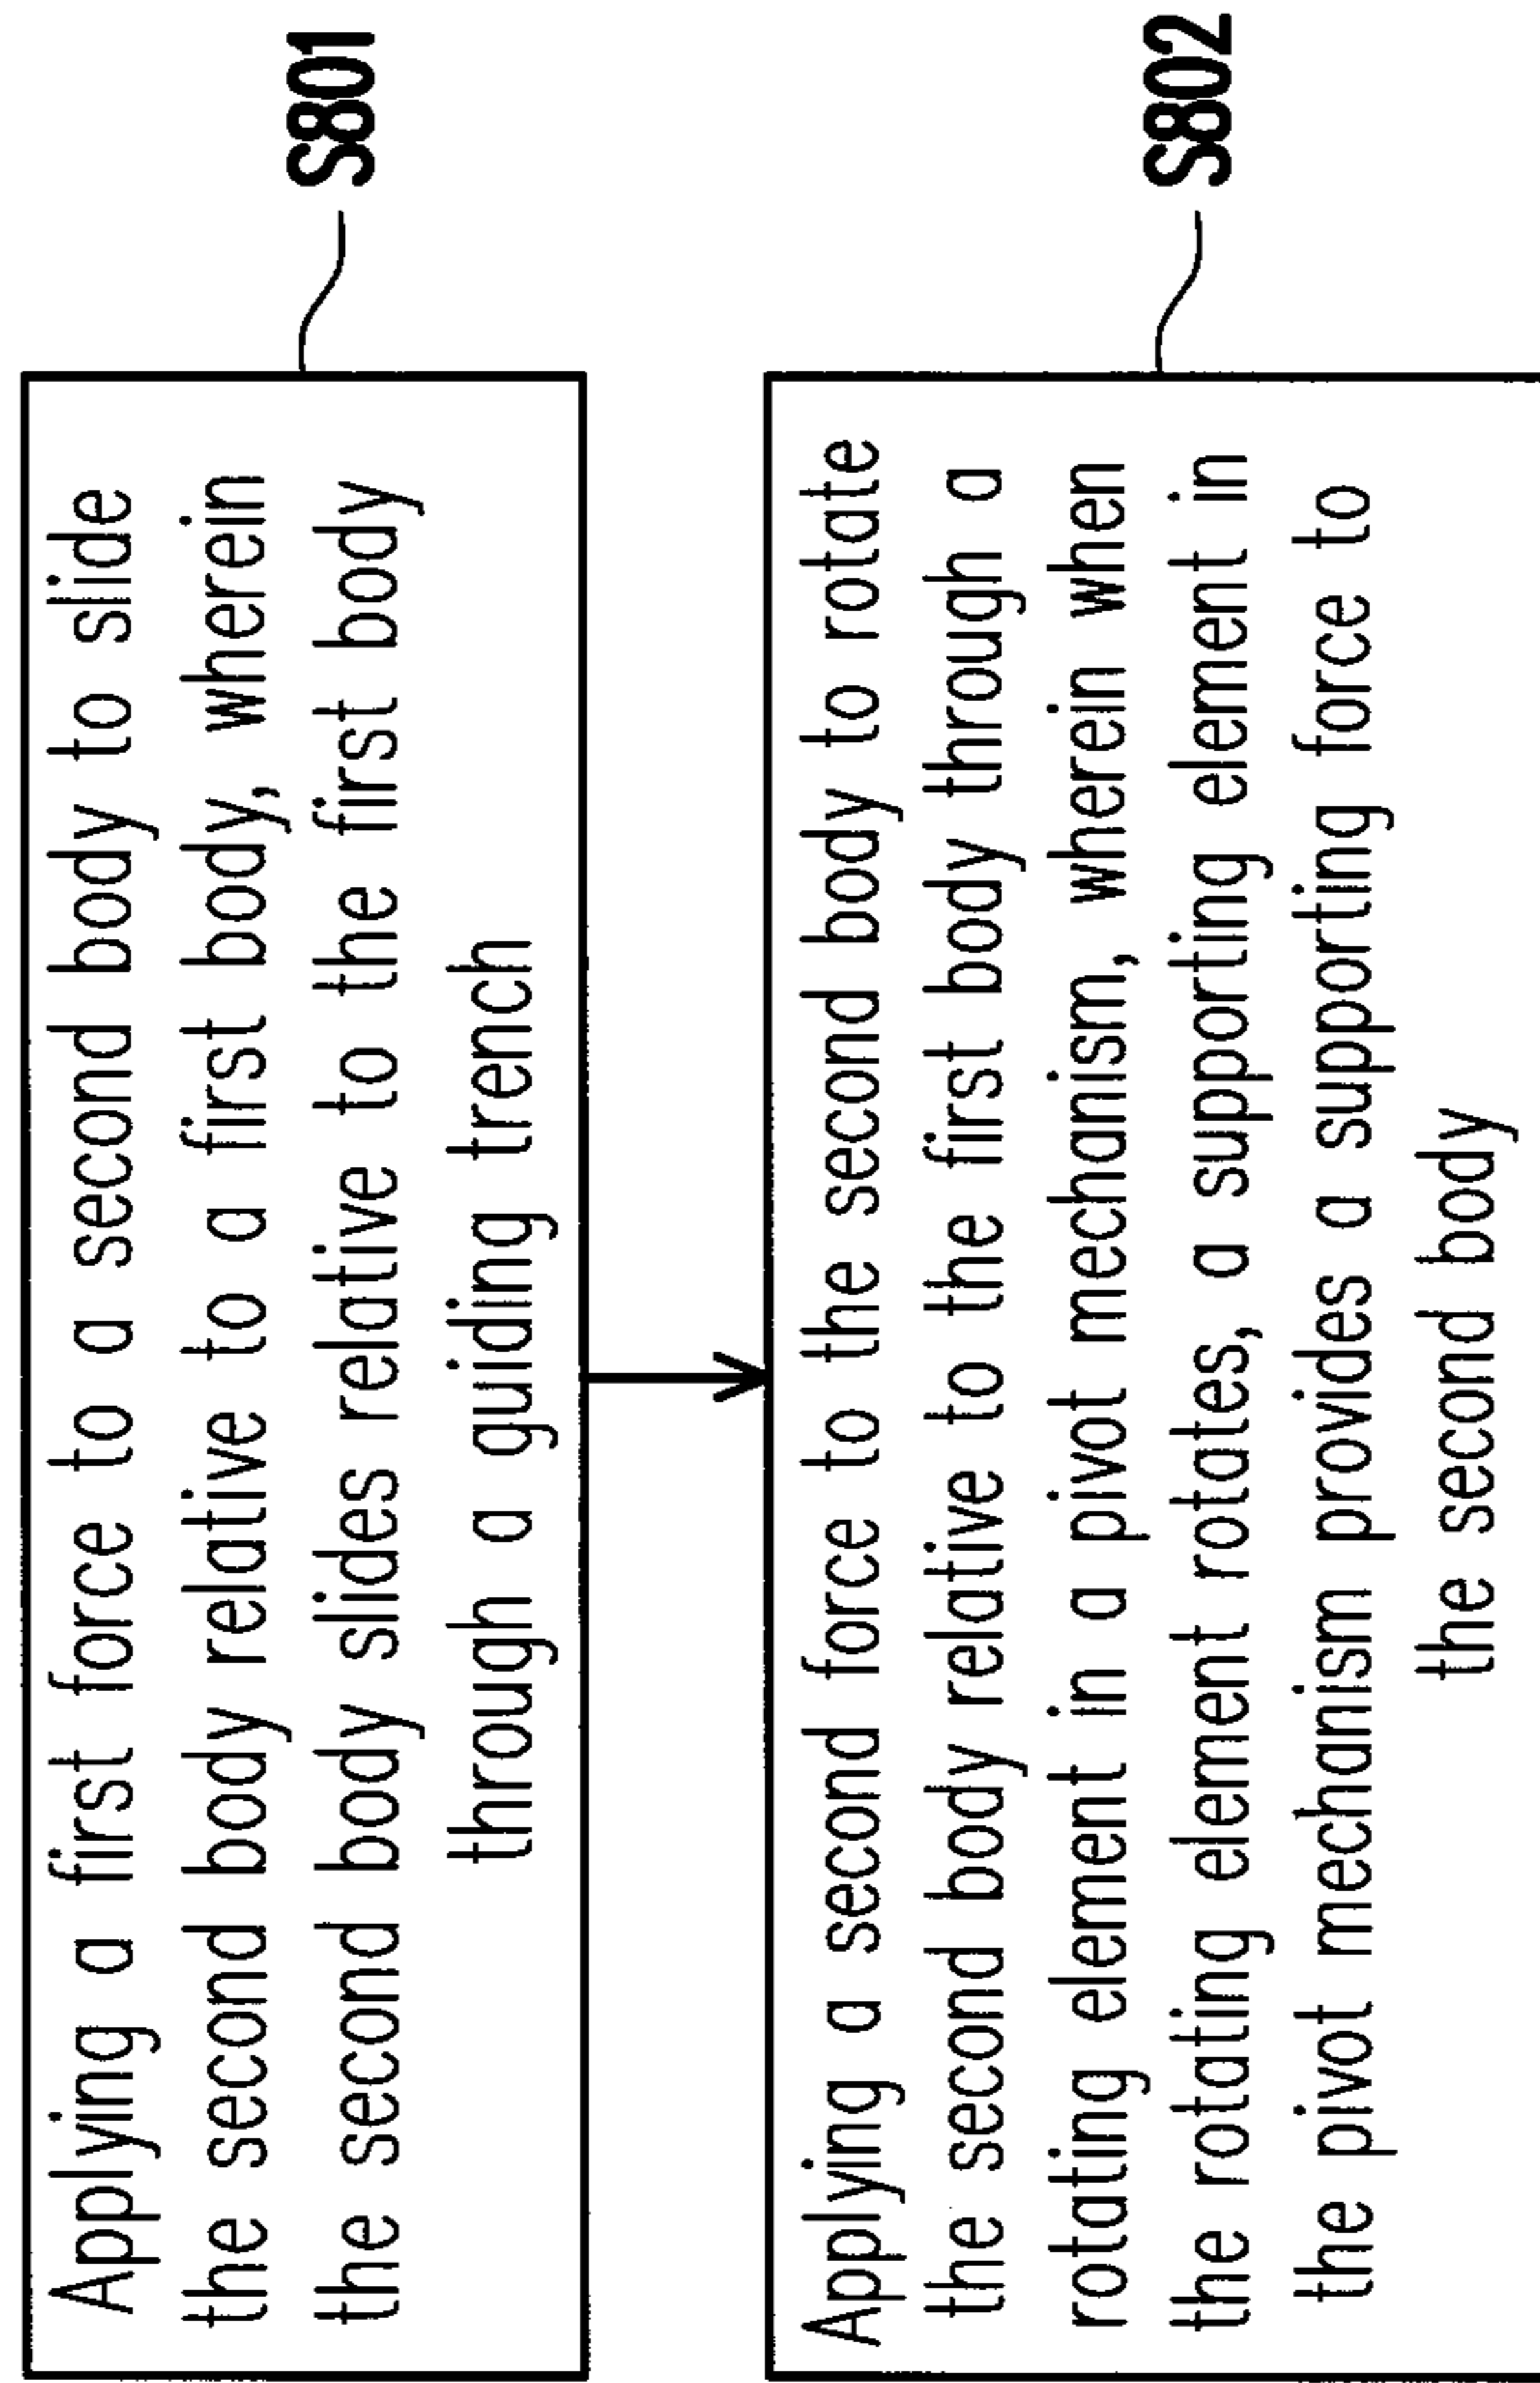 Applying a first force to a second body to slide
the second body relative to a first body, wherein
the second body slides relative to the first body
through a guiding trench
S801
Applying a second force to the second body to rotate
the second body relative to the first body through a
rotating element in a pivot mechanism, wherein when
the rotating element rotates, a supporting element in
the pivot mechanism provides a supporting force to
the second body
S802